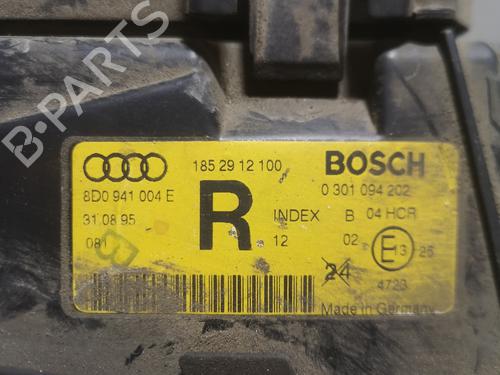 B-PARTS
185 29 12 100
BOSCH
8D0 941 004 E
0 301 094 202
31.08.95
R
INDEX B 04 HCR
081
B
12
02
E 13
25
24
4723
Made in Germany